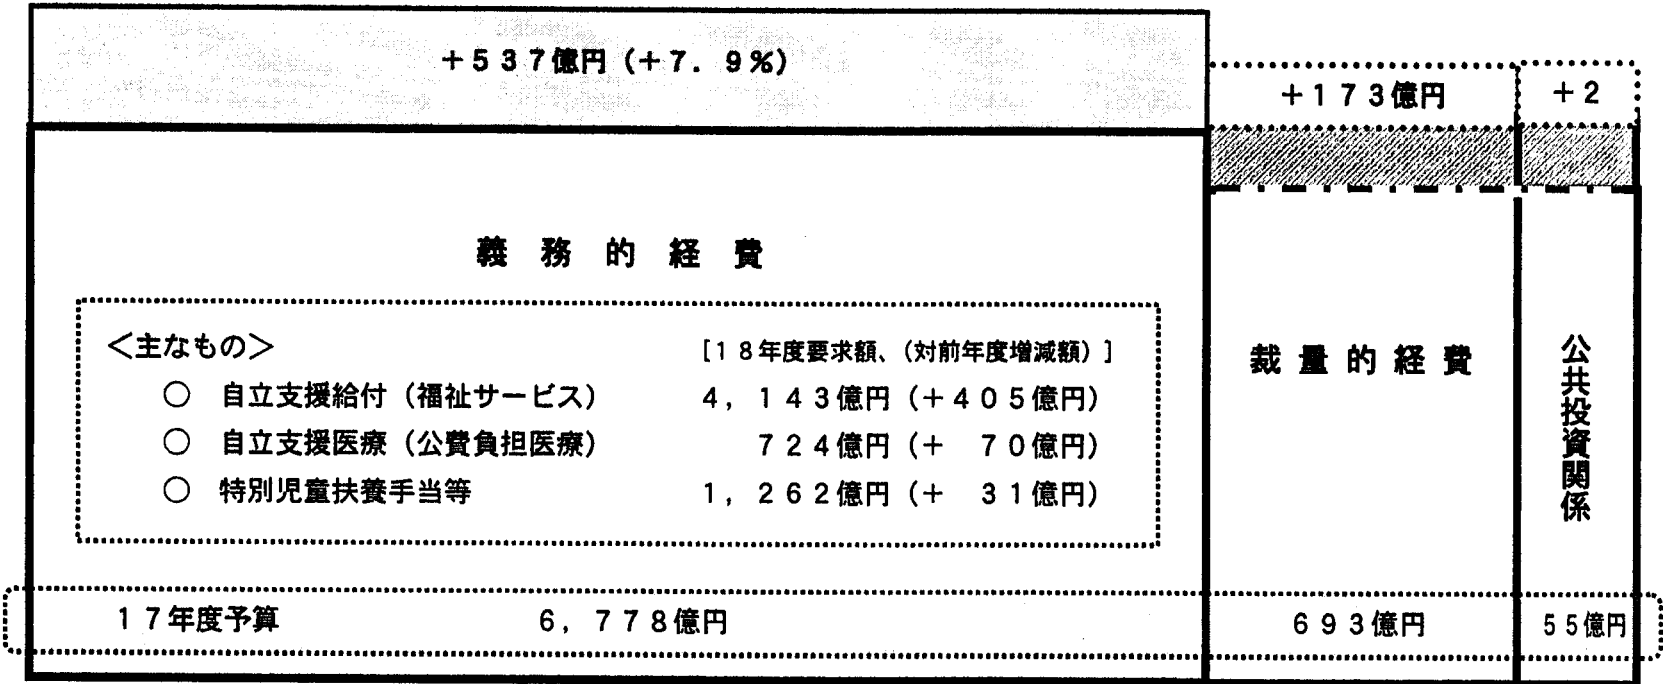 ＋５３７億円（＋７．９％）
＋１７３億円
＋２
義務的経費
＜主なもの＞ [１８年度要求額、（対前年度増減額）]
○ 自立支援給付（福祉サービス） ４，１４３億円（＋４０５億円）
○ 自立支援医療（公費負担医療） ７２４億円（＋ ７０億円）
○ 特別児童扶養手当等 １，２６２億円（＋ ３１億円）
裁量的経費
公共投資関係
１７年度予算 ６，７７８億円 ６９３億円 ５５億円